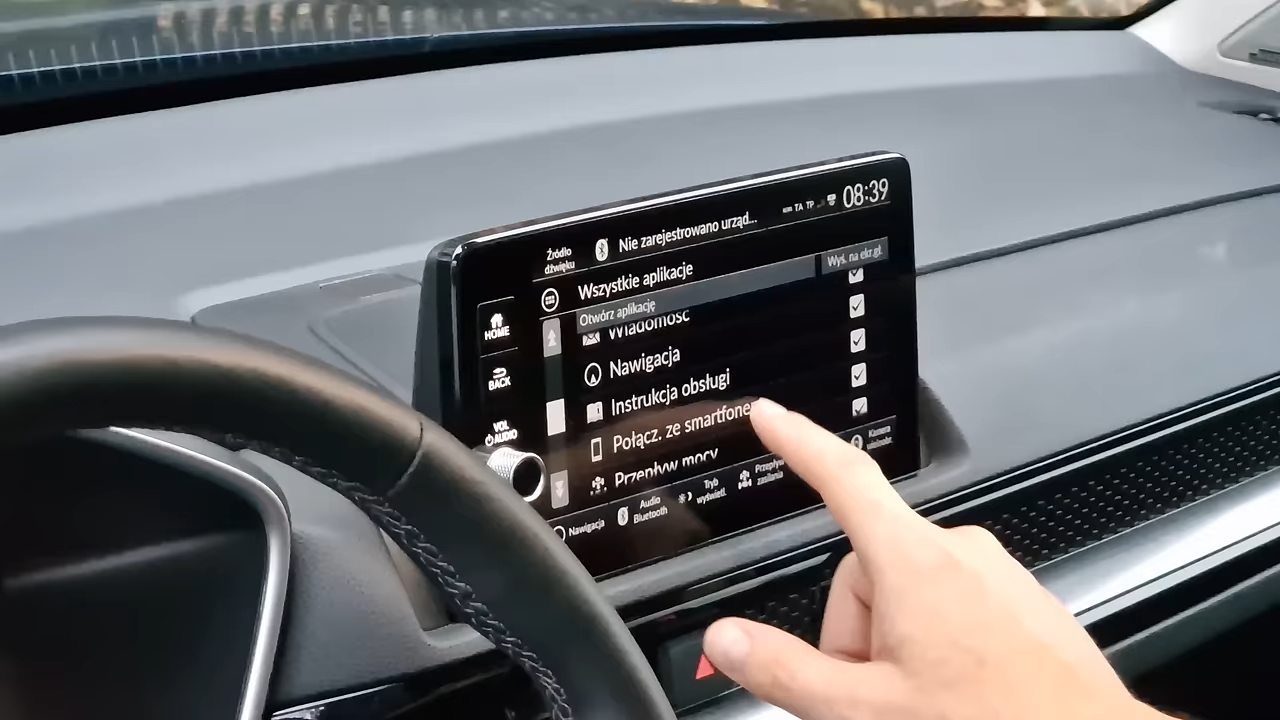 Źródło
dźwięku
Nie zarejestrowano urząd...
TA TP
08:39
Wszystkie aplikacje
Wyś. na ekr.gł.
Otwórz aplikację
HOME
BACK
VOL
AUDIO
Wiadomość
Nawigacja
Instrukcja obsługi
Połącz. ze smartfone
Przepływ mocy
Nawigacja
Audio
Bluetooth
Tryb
wyświetl.
Przepływ
zasilania
Kamera